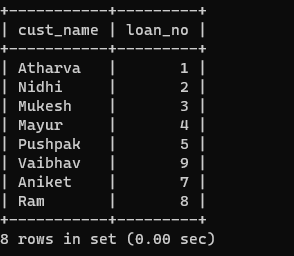 +-----------+---------+
| cust_name | loan_no |
+-----------+---------+
| Atharva   |       1 |
| Nidhi     |       2 |
| Mukesh    |       3 |
| Mayur     |       4 |
| Pushpak   |       5 |
| Vaibhav   |       9 |
| Aniket    |       7 |
| Ram       |       8 |
+-----------+---------+
8 rows in set (0.00 sec)